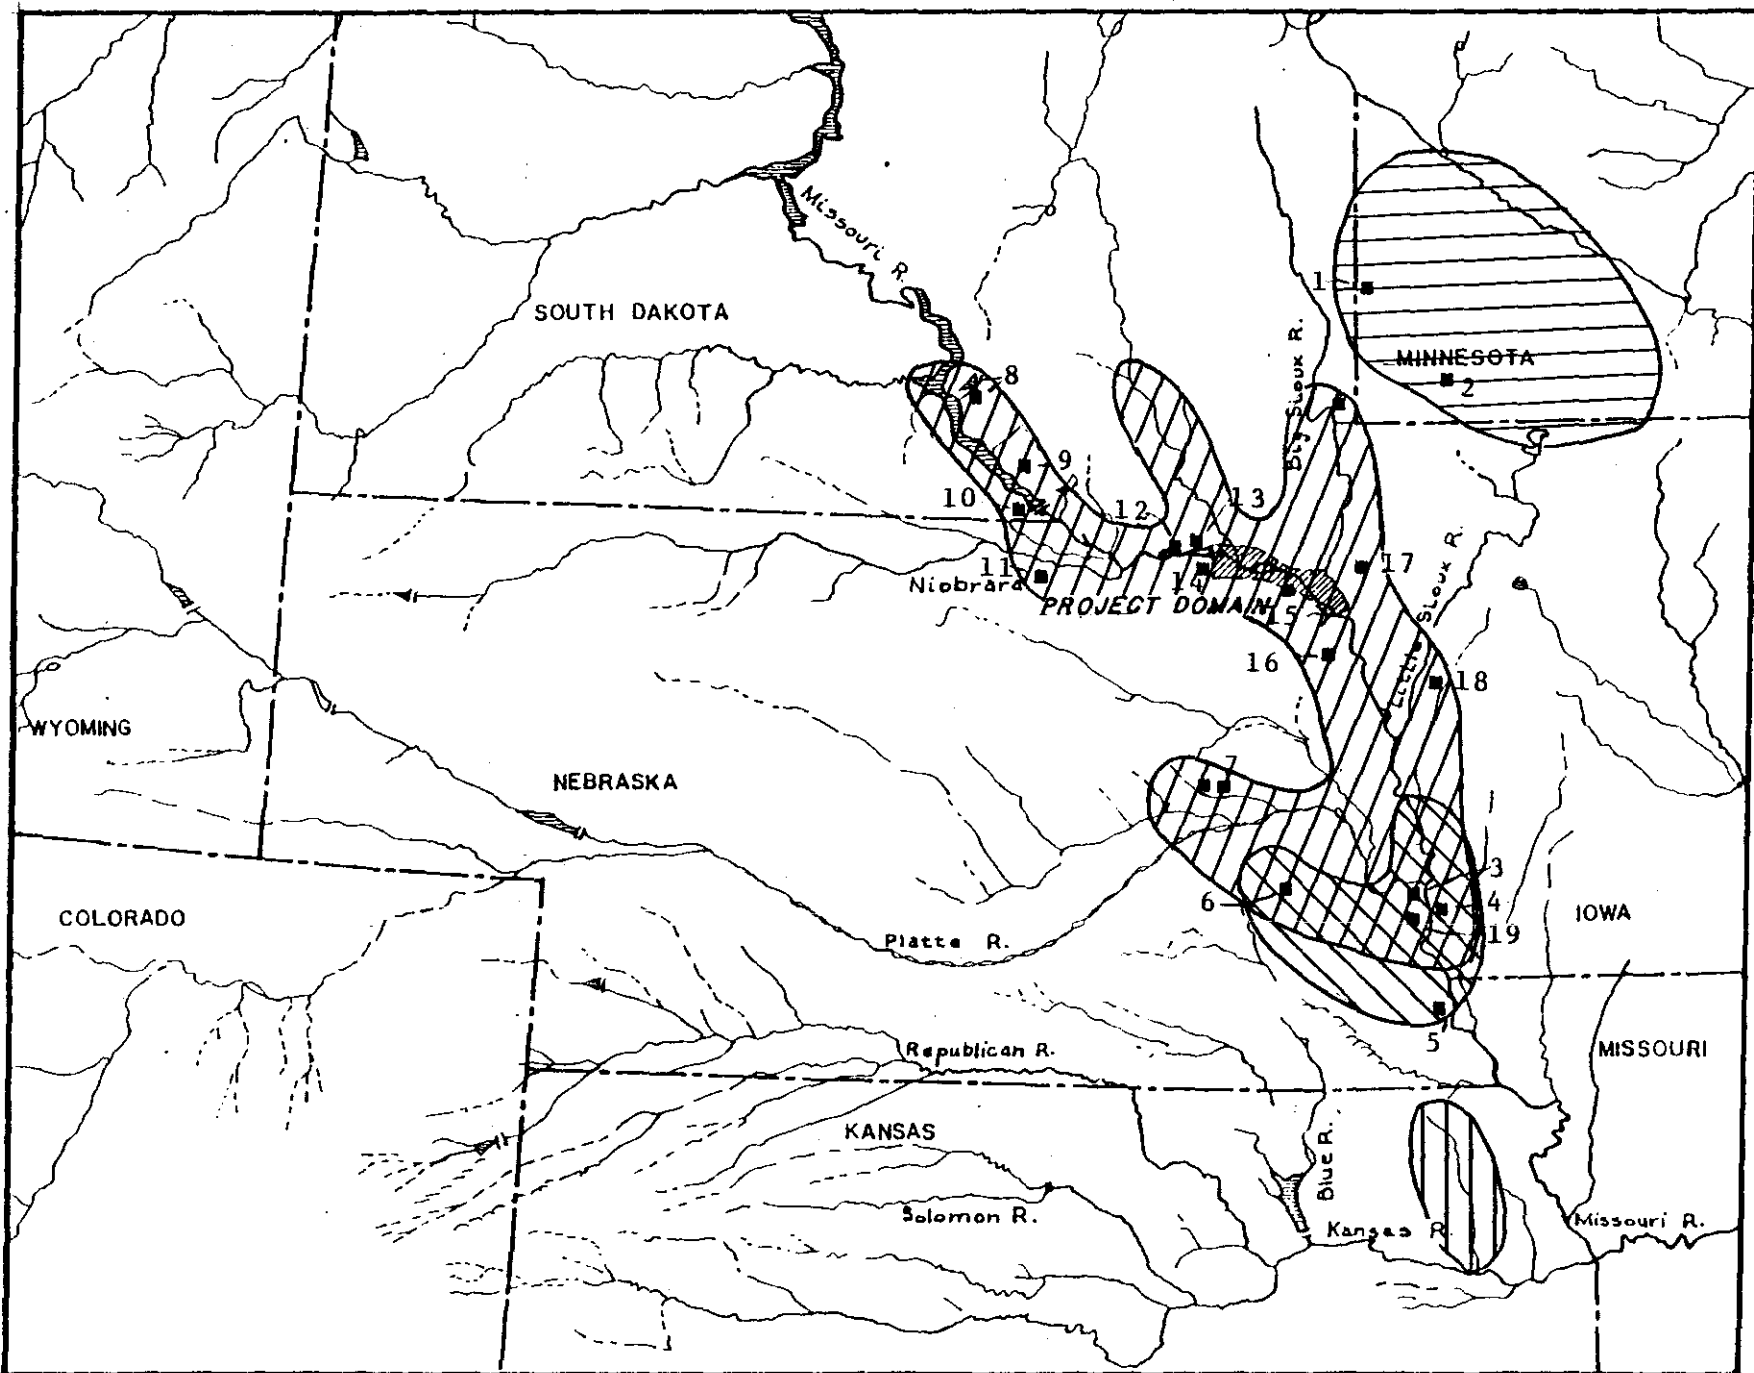 Missouri R.
SOUTH DAKOTA
Big Sioux R.
1
MINNESOTA
2
8
9
10
12
13
11
Niobrara
14
17
PROJECT DOMAIN
15
Little Sioux R.
16
18
WYOMING
NEBRASKA
7
3
6
4
COLORADO
IOWA
19
Platte R.
5
Republican R.
MISSOURI
KANSAS
Blue R.
Solomon R.
Kansas R.
Missouri R.